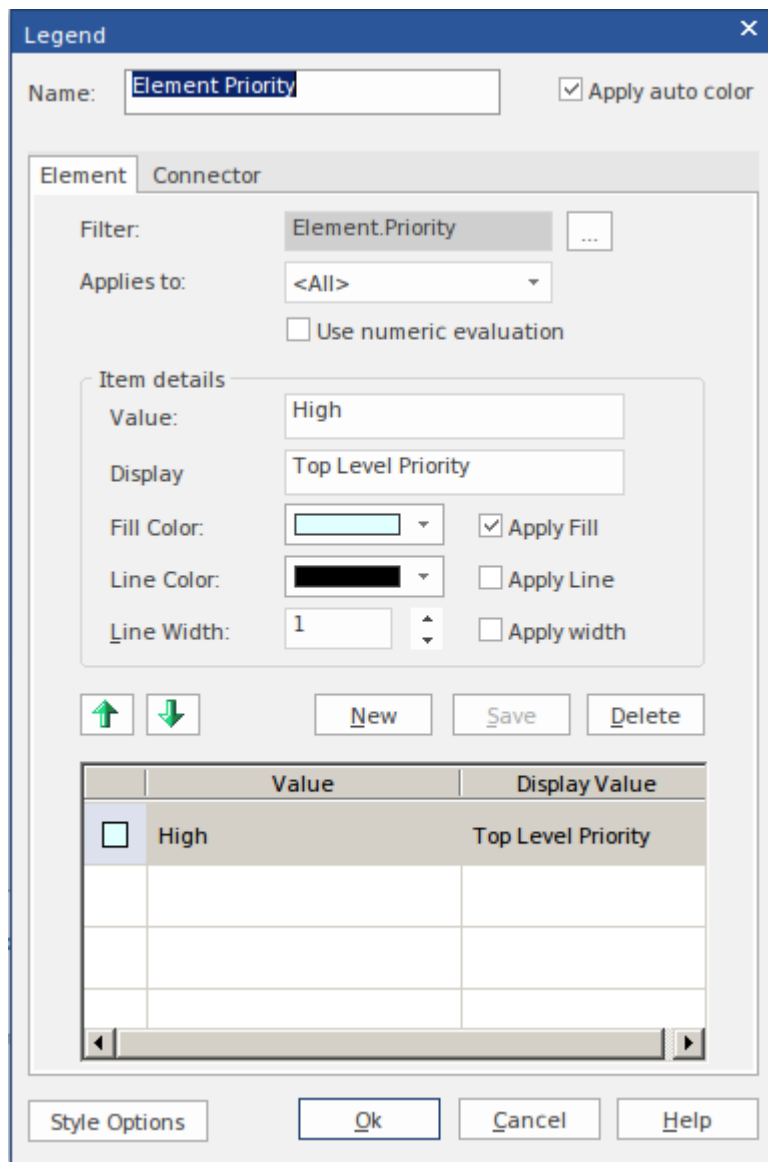 Legend
Name: Element Priority Apply auto color
Element Connector
Filter: Element.Priority ...
Applies to: <All>
Use numeric evaluation
Item details
Value: High
Display Top Level Priority
Fill Color: Apply Fill
Line Color: Apply Line
Line Width: 1 Apply width
New Save Delete
Value Display Value
High Top Level Priority
Style Options Ok Cancel Help